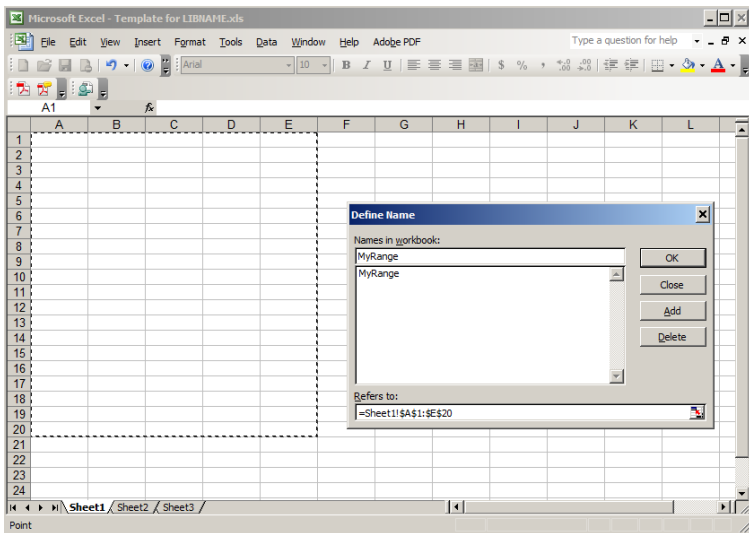 Microsoft Excel - Template for LIBNAME.xls
File Edit View Insert Format Tools Data Window Help Adobe PDF Type a question for help
Arial 10 B I U $ % , .00 .00
A1 fx
A B C D E F G H I J K L
1
2
3
4
5
6
7
8
9
10
11
12
13
14
15
16
17
18
19
20
21
22
23
24
Define Name
Names in workbook:
MyRange
OK
MyRange
Close
Add
Delete
Refers to:
=Sheet1!$A$1:$E$20
Sheet1 Sheet2 Sheet3
Point